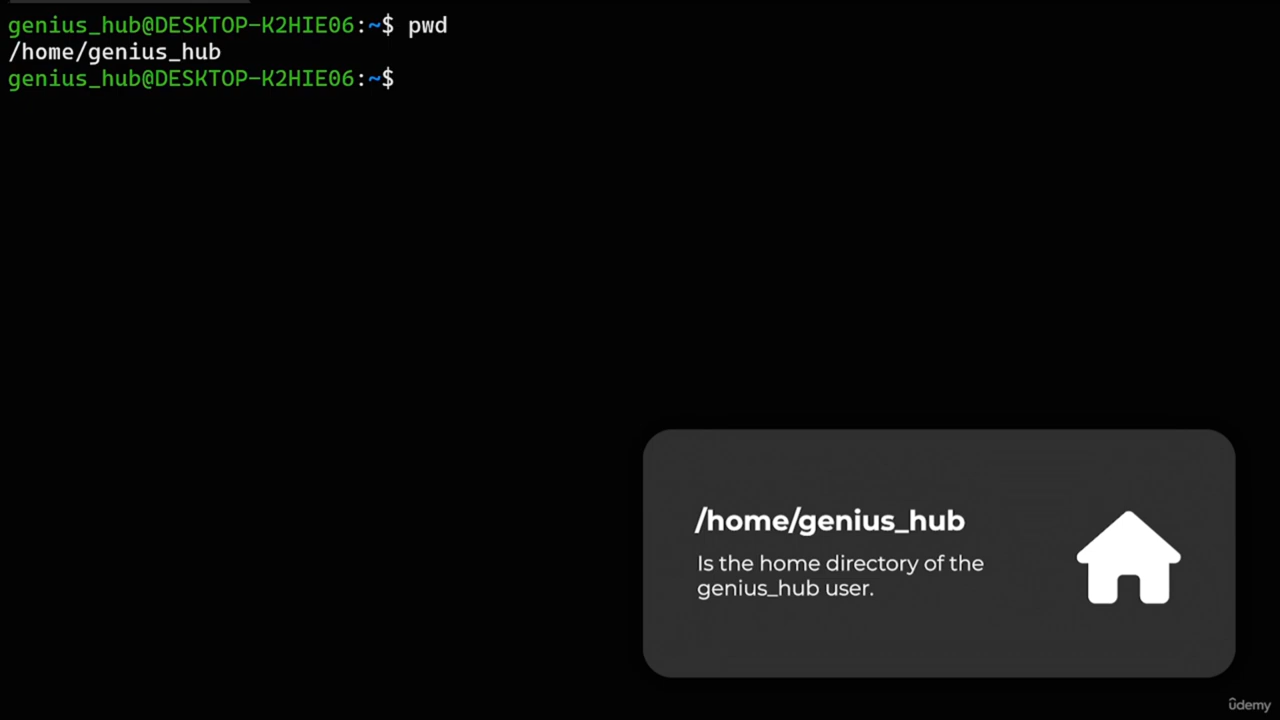 genius_hub@DESKTOP-K2HIE06:~$ pwd
/home/genius_hub
genius_hub@DESKTOP-K2HIE06:~$
/home/genius_hub
Is the home directory of the
genius_hub user.
ûdemy